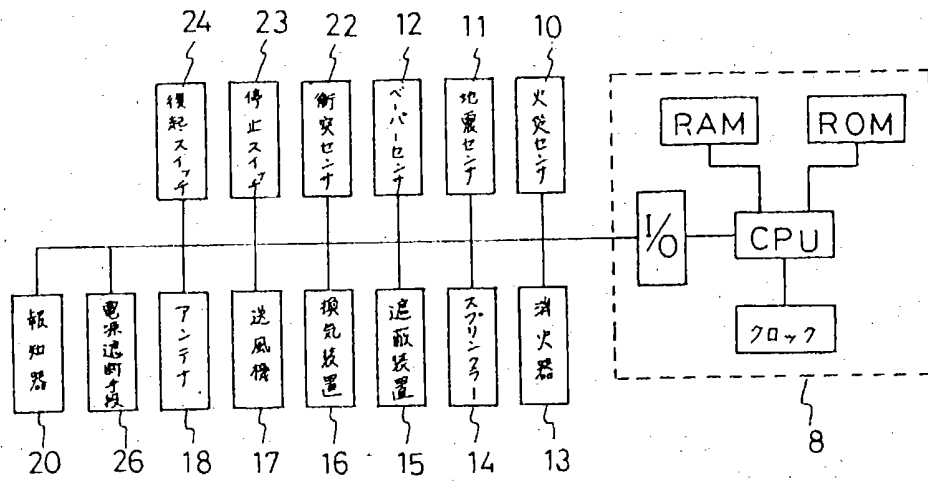 24 23 22 12 11 10
復起スイッチ
停止スイッチ
衝突センサ
ベーパーセンサ
地震センサ
火災センサ
RAM
ROM
I/O
CPU
クロック
報知器
電源遮断手段
アンテナ
送風機
換気装置
遮蔽装置
スプリンクラー
消火器
20 26 18 17 16 15 14 13
8